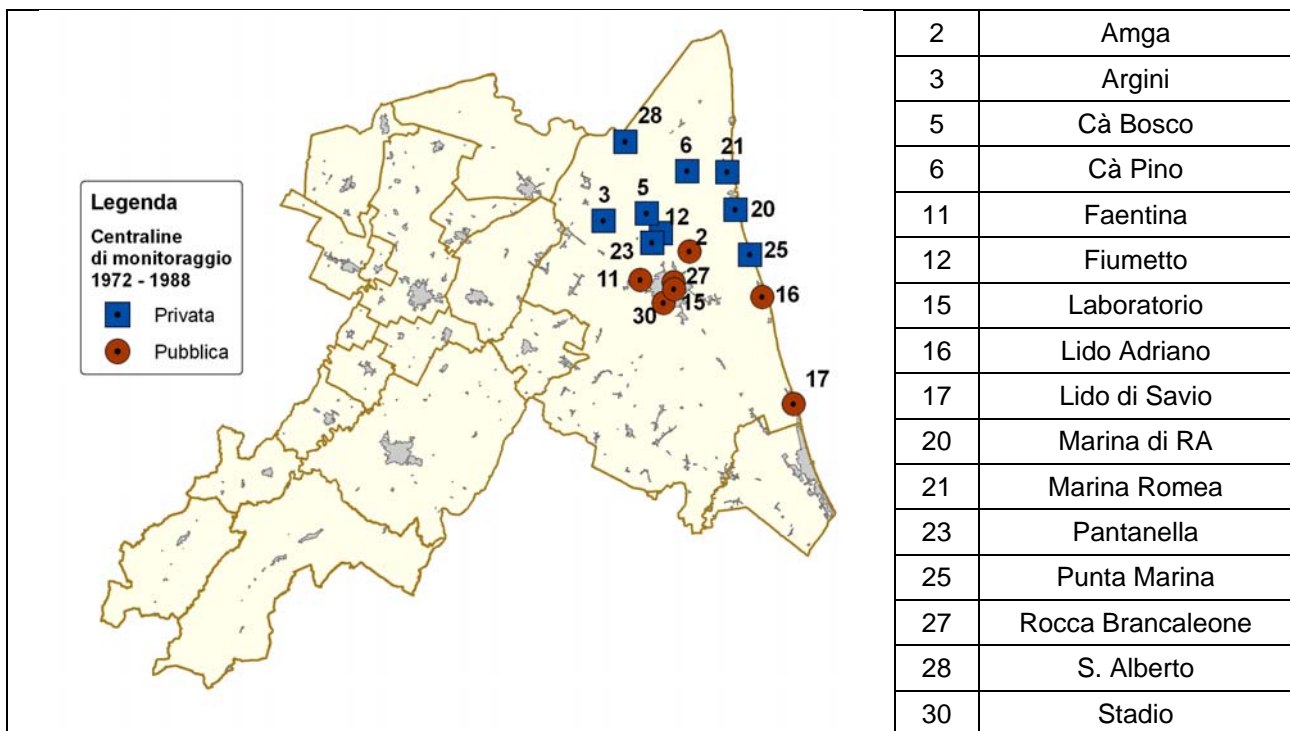 Legenda
Centraline
di monitoraggio
1972 - 1988
Privata
Pubblica
28
6
21
3
5
20
12
23
2
25
11
27
16
15
30
17
2 Amga
3 Argini
5 Cà Bosco
6 Cà Pino
11 Faentina
12 Fiumetto
15 Laboratorio
16 Lido Adriano
17 Lido di Savio
20 Marina di RA
21 Marina Romea
23 Pantanella
25 Punta Marina
27 Rocca Brancaleone
28 S. Alberto
30 Stadio